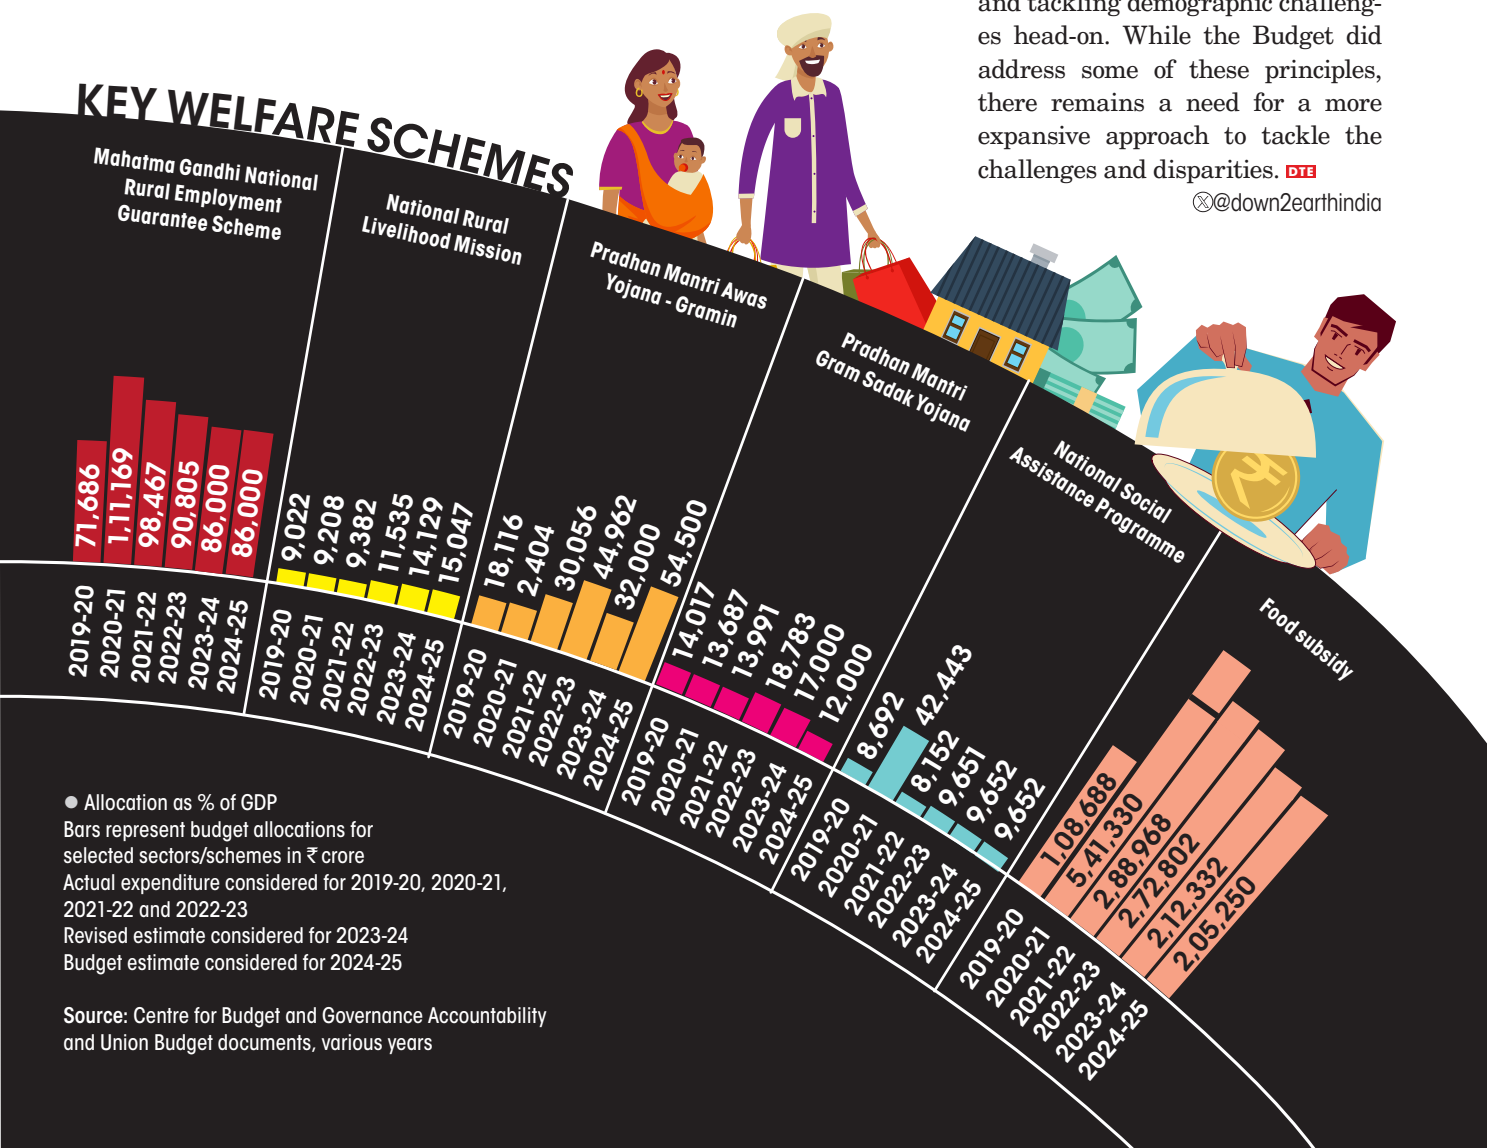 and tackling demographic challeng-
es head-on. While the Budget did
address some of these principles,
there remains a need for a more
expansive approach to tackle the
challenges and disparities. DTE
𝕏@down2earthindia
KEY WELFARE SCHEMES
Mahatma Gandhi National
Rural Employment
Guarantee Scheme
71,686
1,11,169
98,467
90,805
86,000
86,000
2019-20
2020-21
2021-22
2022-23
2023-24
2024-25
National Rural
Livelihood Mission
9,022
9,208
9,382
11,535
14,129
15,047
2019-20
2020-21
2021-22
2022-23
2023-24
2024-25
Pradhan Mantri Awas
Yojana - Gramin
18,116
2,404
30,056
44,962
32,000
54,500
2019-20
2020-21
2021-22
2022-23
2023-24
2024-25
Pradhan Mantri
Gram Sadak Yojana
14,017
13,687
13,991
18,783
17,000
12,000
2019-20
2020-21
2021-22
2022-23
2023-24
2024-25
National Social
Assistance Programme
8,692
42,443
8,152
9,651
9,652
9,652
2019-20
2020-21
2021-22
2022-23
2023-24
2024-25
Food subsidy
1,08,688
5,41,330
2,88,968
2,72,802
2,12,332
2,05,250
2019-20
2020-21
2021-22
2022-23
2023-24
2024-25
₹
● Allocation as % of GDP
Bars represent budget allocations for
selected sectors/schemes in ₹ crore
Actual expenditure considered for 2019-20, 2020-21,
2021-22 and 2022-23
Revised estimate considered for 2023-24
Budget estimate considered for 2024-25
Source: Centre for Budget and Governance Accountability
and Union Budget documents, various years